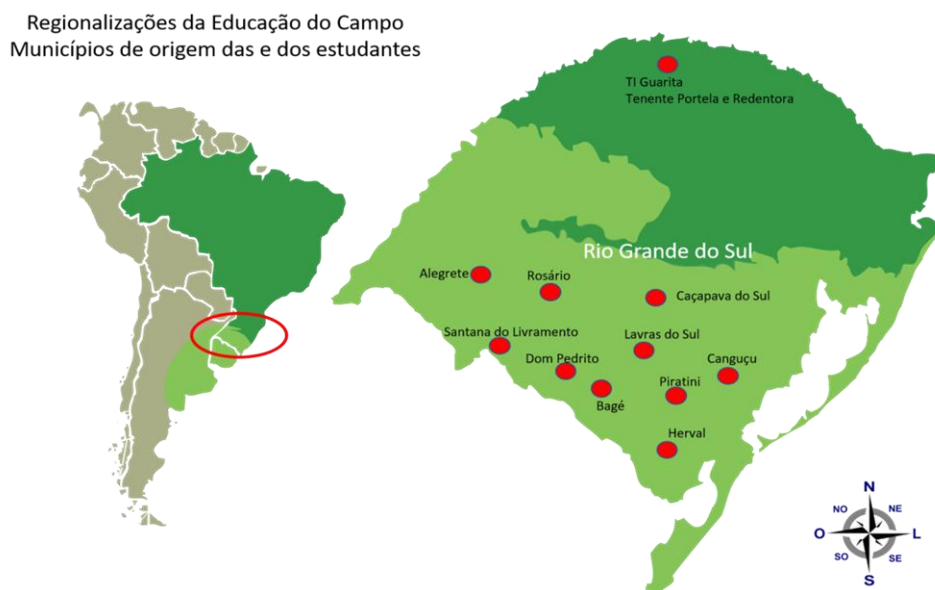 Regionalizações da Educação do Campo
Municípios de origem das e dos estudantes
TI Guarita
Tenente Portela e Redentora
Rio Grande do Sul
Alegrete
Rosário
Caçapava do Sul
Santana do Livramento
Lavras do Sul
Dom Pedrito
Canguçu
Piratini
Bagé
Herval
N
NO
NE
O
L
SO
SE
S